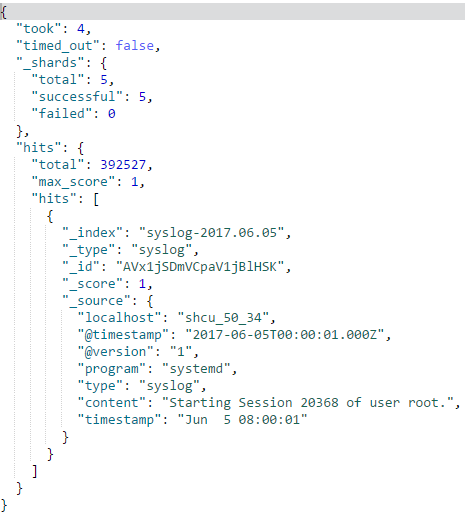 {
  "took": 4,
  "timed_out": false,
  "_shards": {
    "total": 5,
    "successful": 5,
    "failed": 0
  },
  "hits": {
    "total": 392527,
    "max_score": 1,
    "hits": [
      {
        "_index": "syslog-2017.06.05",
        "_type": "syslog",
        "_id": "AVx1jSDmVCpaV1jBlHSK",
        "_score": 1,
        "_source": {
          "localhost": "shcu_50_34",
          "@timestamp": "2017-06-05T00:00:01.000Z",
          "@version": "1",
          "program": "systemd",
          "type": "syslog",
          "content": "Starting Session 20368 of user root.",
          "timestamp": "Jun  5 08:00:01"
        }
      }
    ]
  }
}